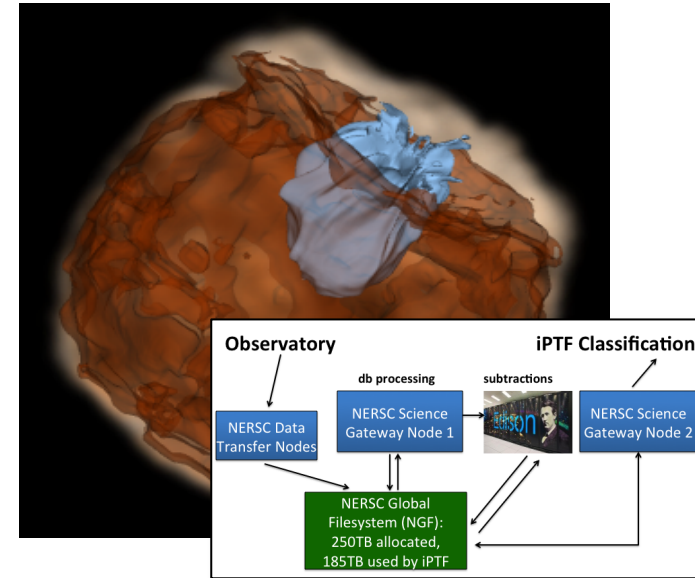 Observatory
iPTF Classification
db processing
subtractions
NERSC Data
Transfer Nodes
NERSC Science
Gateway Node 1
NERSC Science
Gateway Node 2
NERSC Global
Filesystem (NGF):
250TB allocated,
185TB used by iPTF